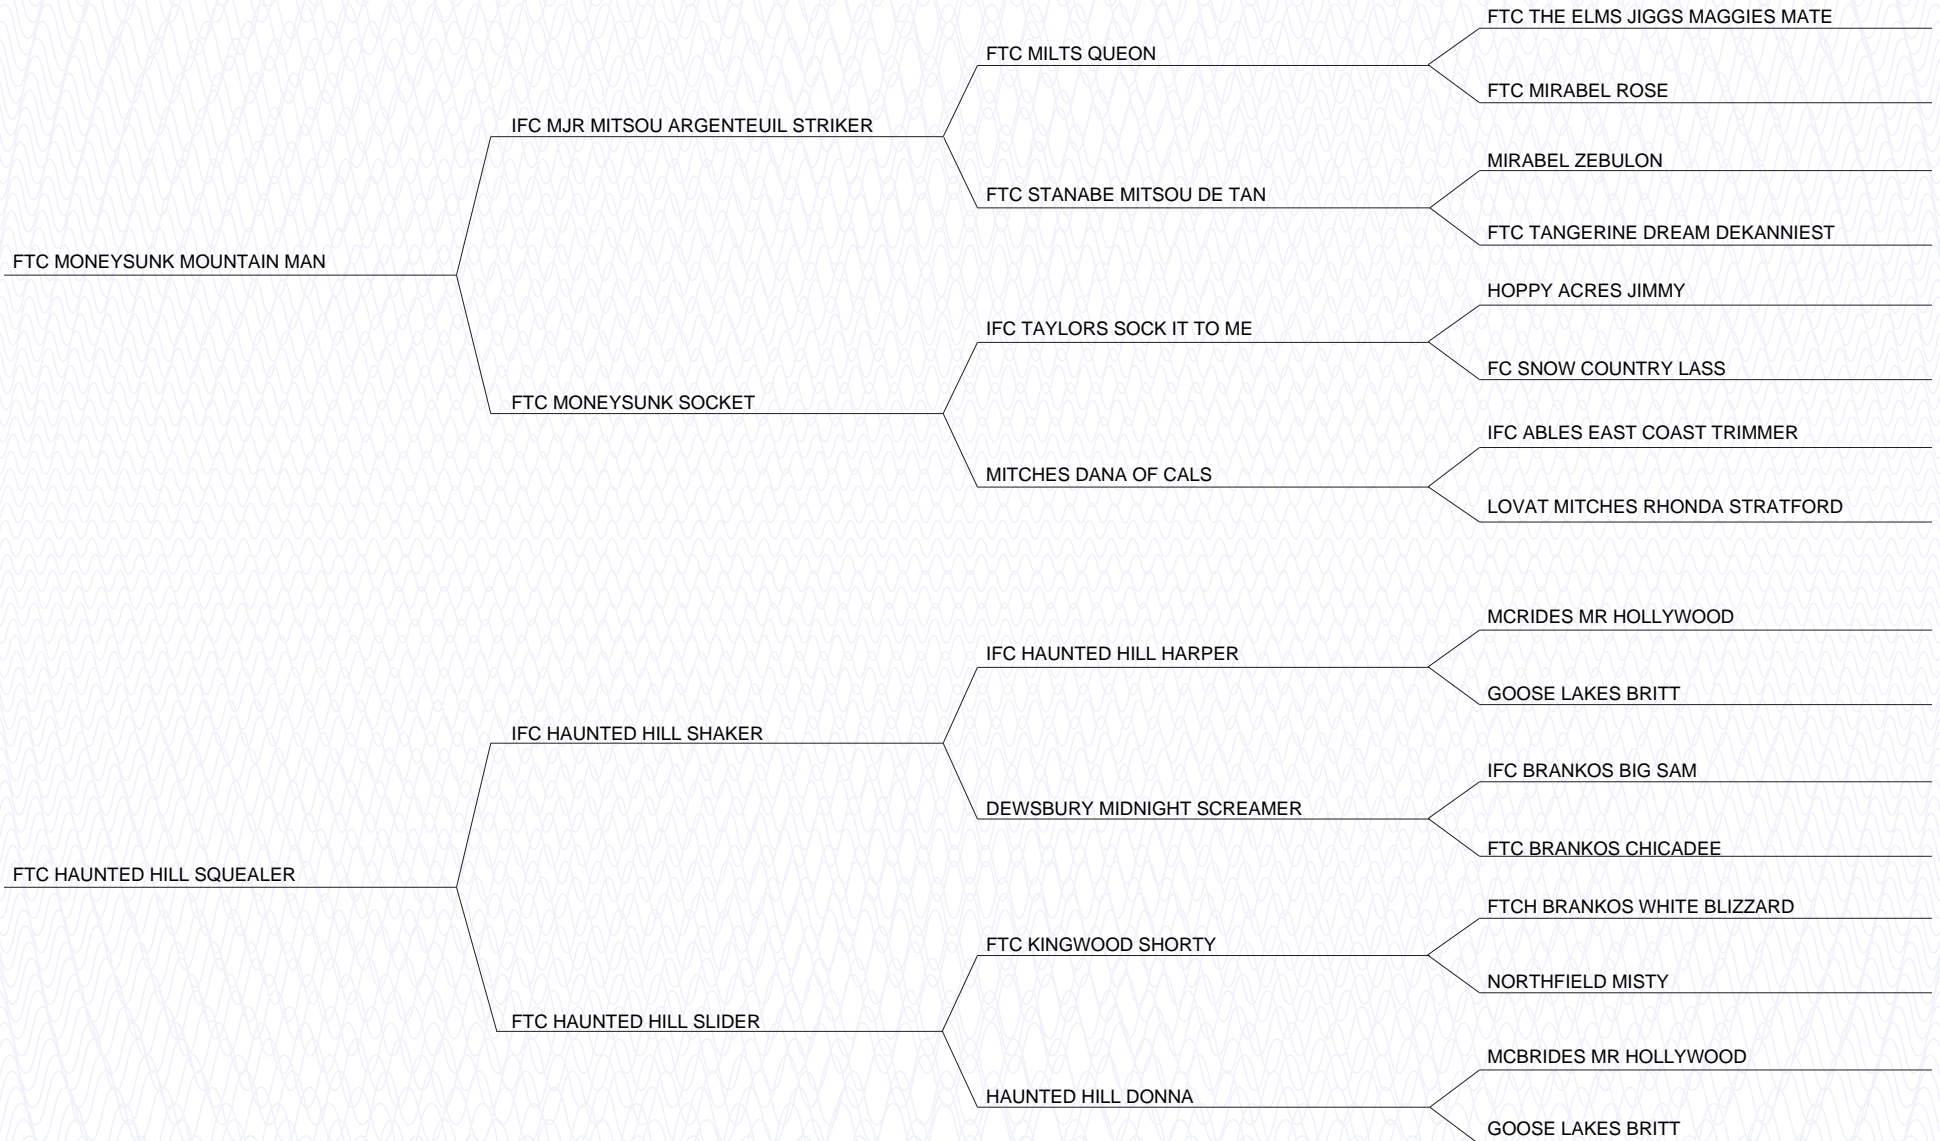 FTC THE ELMS JIGGS MAGGIES MATE
FTC MILTS QUEON
FTC MIRABEL ROSE
IFC MJR MITSOU ARGENTEUIL STRIKER
MIRABEL ZEBULON
FTC STANABE MITSOU DE TAN
FTC TANGERINE DREAM DEKANNIEST
FTC MONEYSUNK MOUNTAIN MAN
HOPPY ACRES JIMMY
IFC TAYLORS SOCK IT TO ME
FC SNOW COUNTRY LASS
FTC MONEYSUNK SOCKET
IFC ABLES EAST COAST TRIMMER
MITCHES DANA OF CALS
LOVAT MITCHES RHONDA STRATFORD
MCRIDES MR HOLLYWOOD
IFC HAUNTED HILL HARPER
GOOSE LAKES BRITT
IFC HAUNTED HILL SHAKER
IFC BRANKOS BIG SAM
DEWSBURY MIDNIGHT SCREAMER
FTC BRANKOS CHICADEE
FTC HAUNTED HILL SQUEALER
FTCH BRANKOS WHITE BLIZZARD
FTC KINGWOOD SHORTY
NORTHFIELD MISTY
FTC HAUNTED HILL SLIDER
MCBRIDES MR HOLLYWOOD
HAUNTED HILL DONNA
GOOSE LAKES BRITT